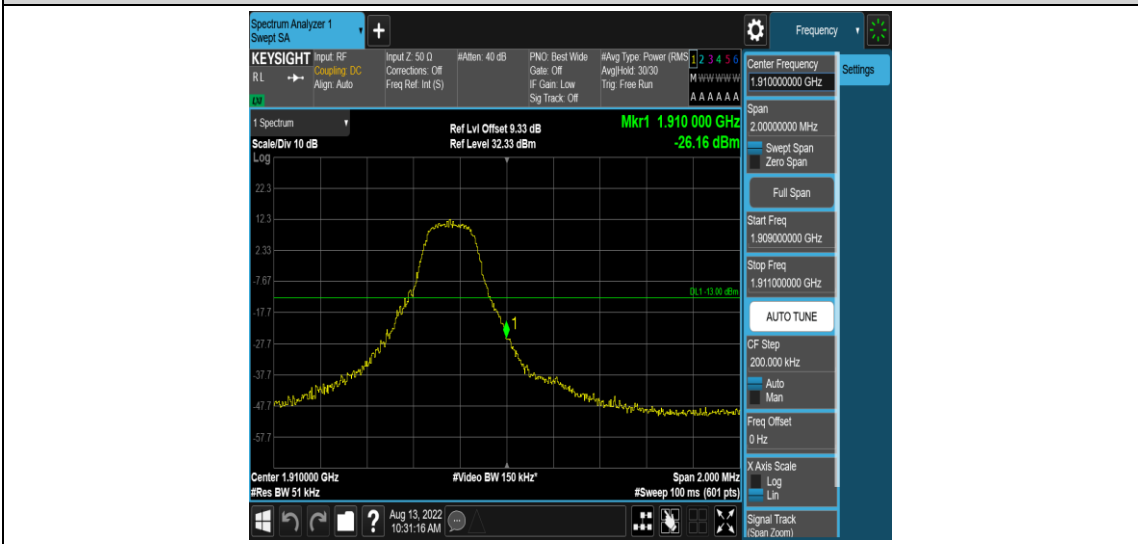 Spectrum Analyzer 1
Swept SA
+
Frequency
KEYSIGHT
Input: RF
Coupling: DC
Align: Auto
Input Z: 50 Ω
Corrections: Off
Freq Ref: Int (S)
#Atten: 40 dB
PNO: Best Wide
Gate: Off
IF Gain: Low
Sig Track: Off
#Avg Type: Power (RMS
Avg|Hold: 30/30
Trig: Free Run
1 2 3 4 5 6
M W W W W W
A A A A A A
RL
LXI
1 Spectrum
Scale/Div 10 dB
Log
Ref Lvl Offset 9.33 dB
Ref Level 32.33 dBm
Mkr1 1.910 000 GHz
-26.16 dBm
22.3
12.3
2.33
-7.67
-17.7
-27.7
-37.7
-47.7
-57.7
DL1 -13.00 dBm
1
Center 1.910000 GHz
#Res BW 51 kHz
#Video BW 150 kHz*
Span 2.000 MHz
#Sweep 100 ms (601 pts)
Center Frequency
1.910000000 GHz
Settings
Span
2.00000000 MHz
Swept Span
Zero Span
Full Span
Start Freq
1.909000000 GHz
Stop Freq
1.911000000 GHz
AUTO TUNE
CF Step
200.000 kHz
Auto
Man
Freq Offset
0 Hz
X Axis Scale
Log
Lin
Signal Track
(Span Zoom)
?
Aug 13, 2022
10:31:16 AM